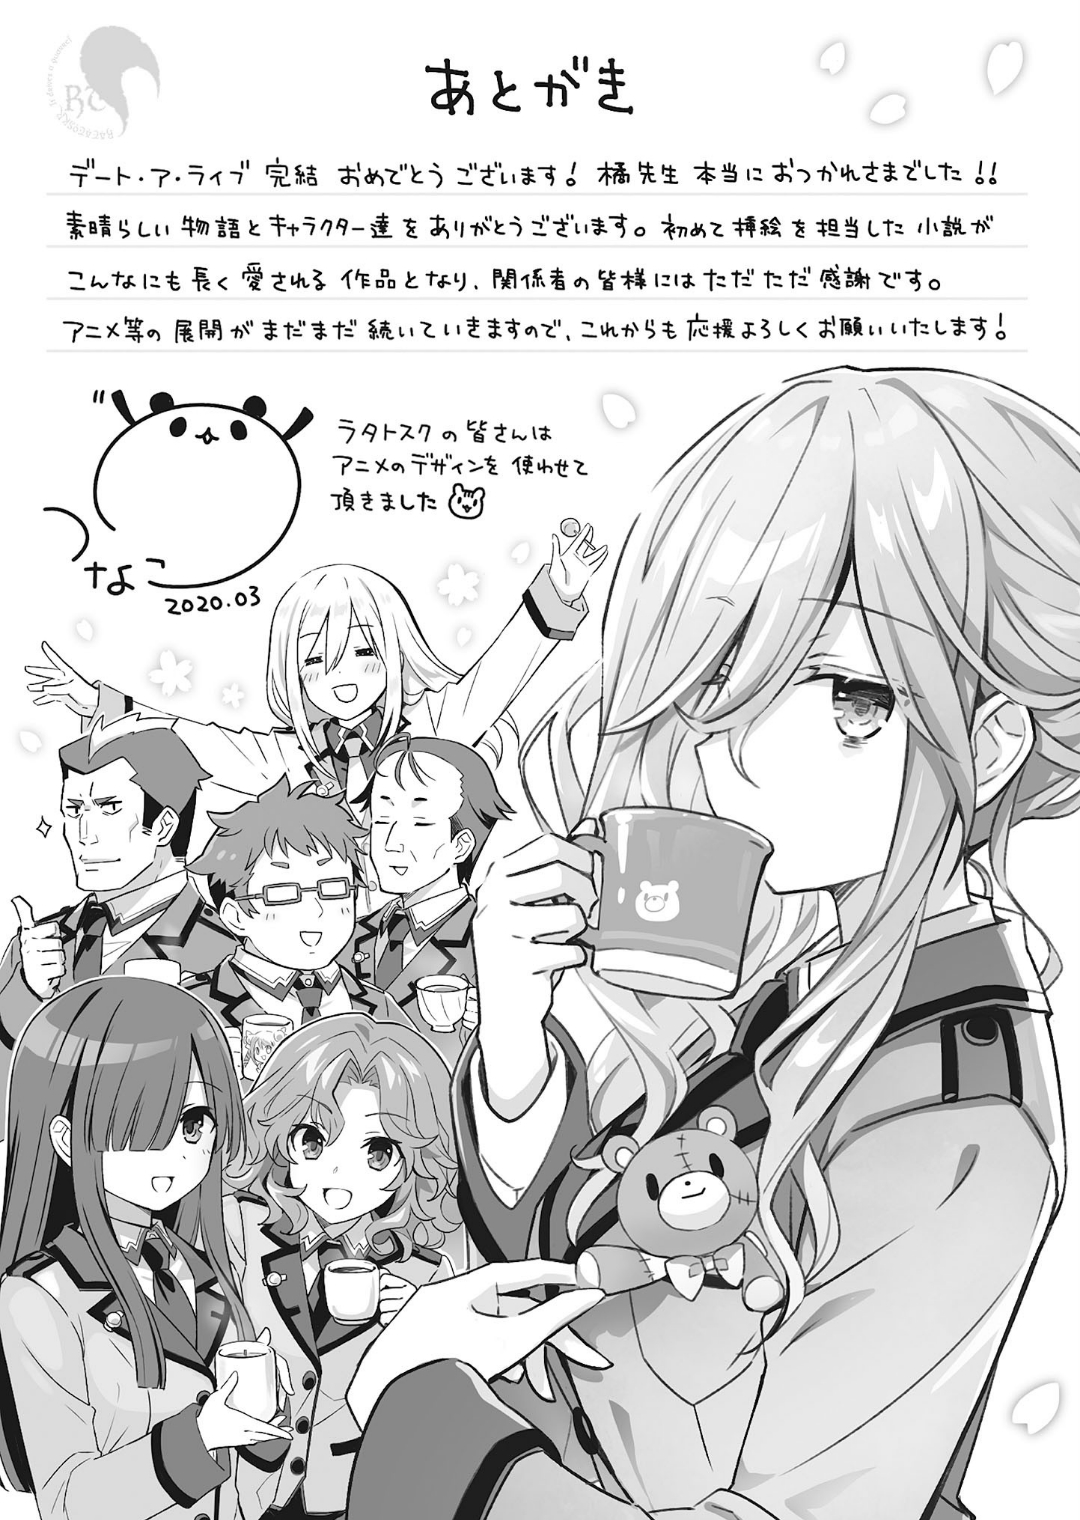 あとがき
デート・ア・ライブ 完結 おめでとうございます! 橘先生 本当におつかれさまでした!!
素晴らしい物語とキャラクター達をありがとうございます。初めて挿絵を担当した小説が
こんなにも長く愛される作品となり、関係者の皆様にはただただ感謝です。
アニメ等の展開がまだまだ続いていきますので、これからも応援よろしくお願いいたします!
ラタトスクの皆さんは
アニメのデザインを使わせて
頂きました
つなこ
2020.03